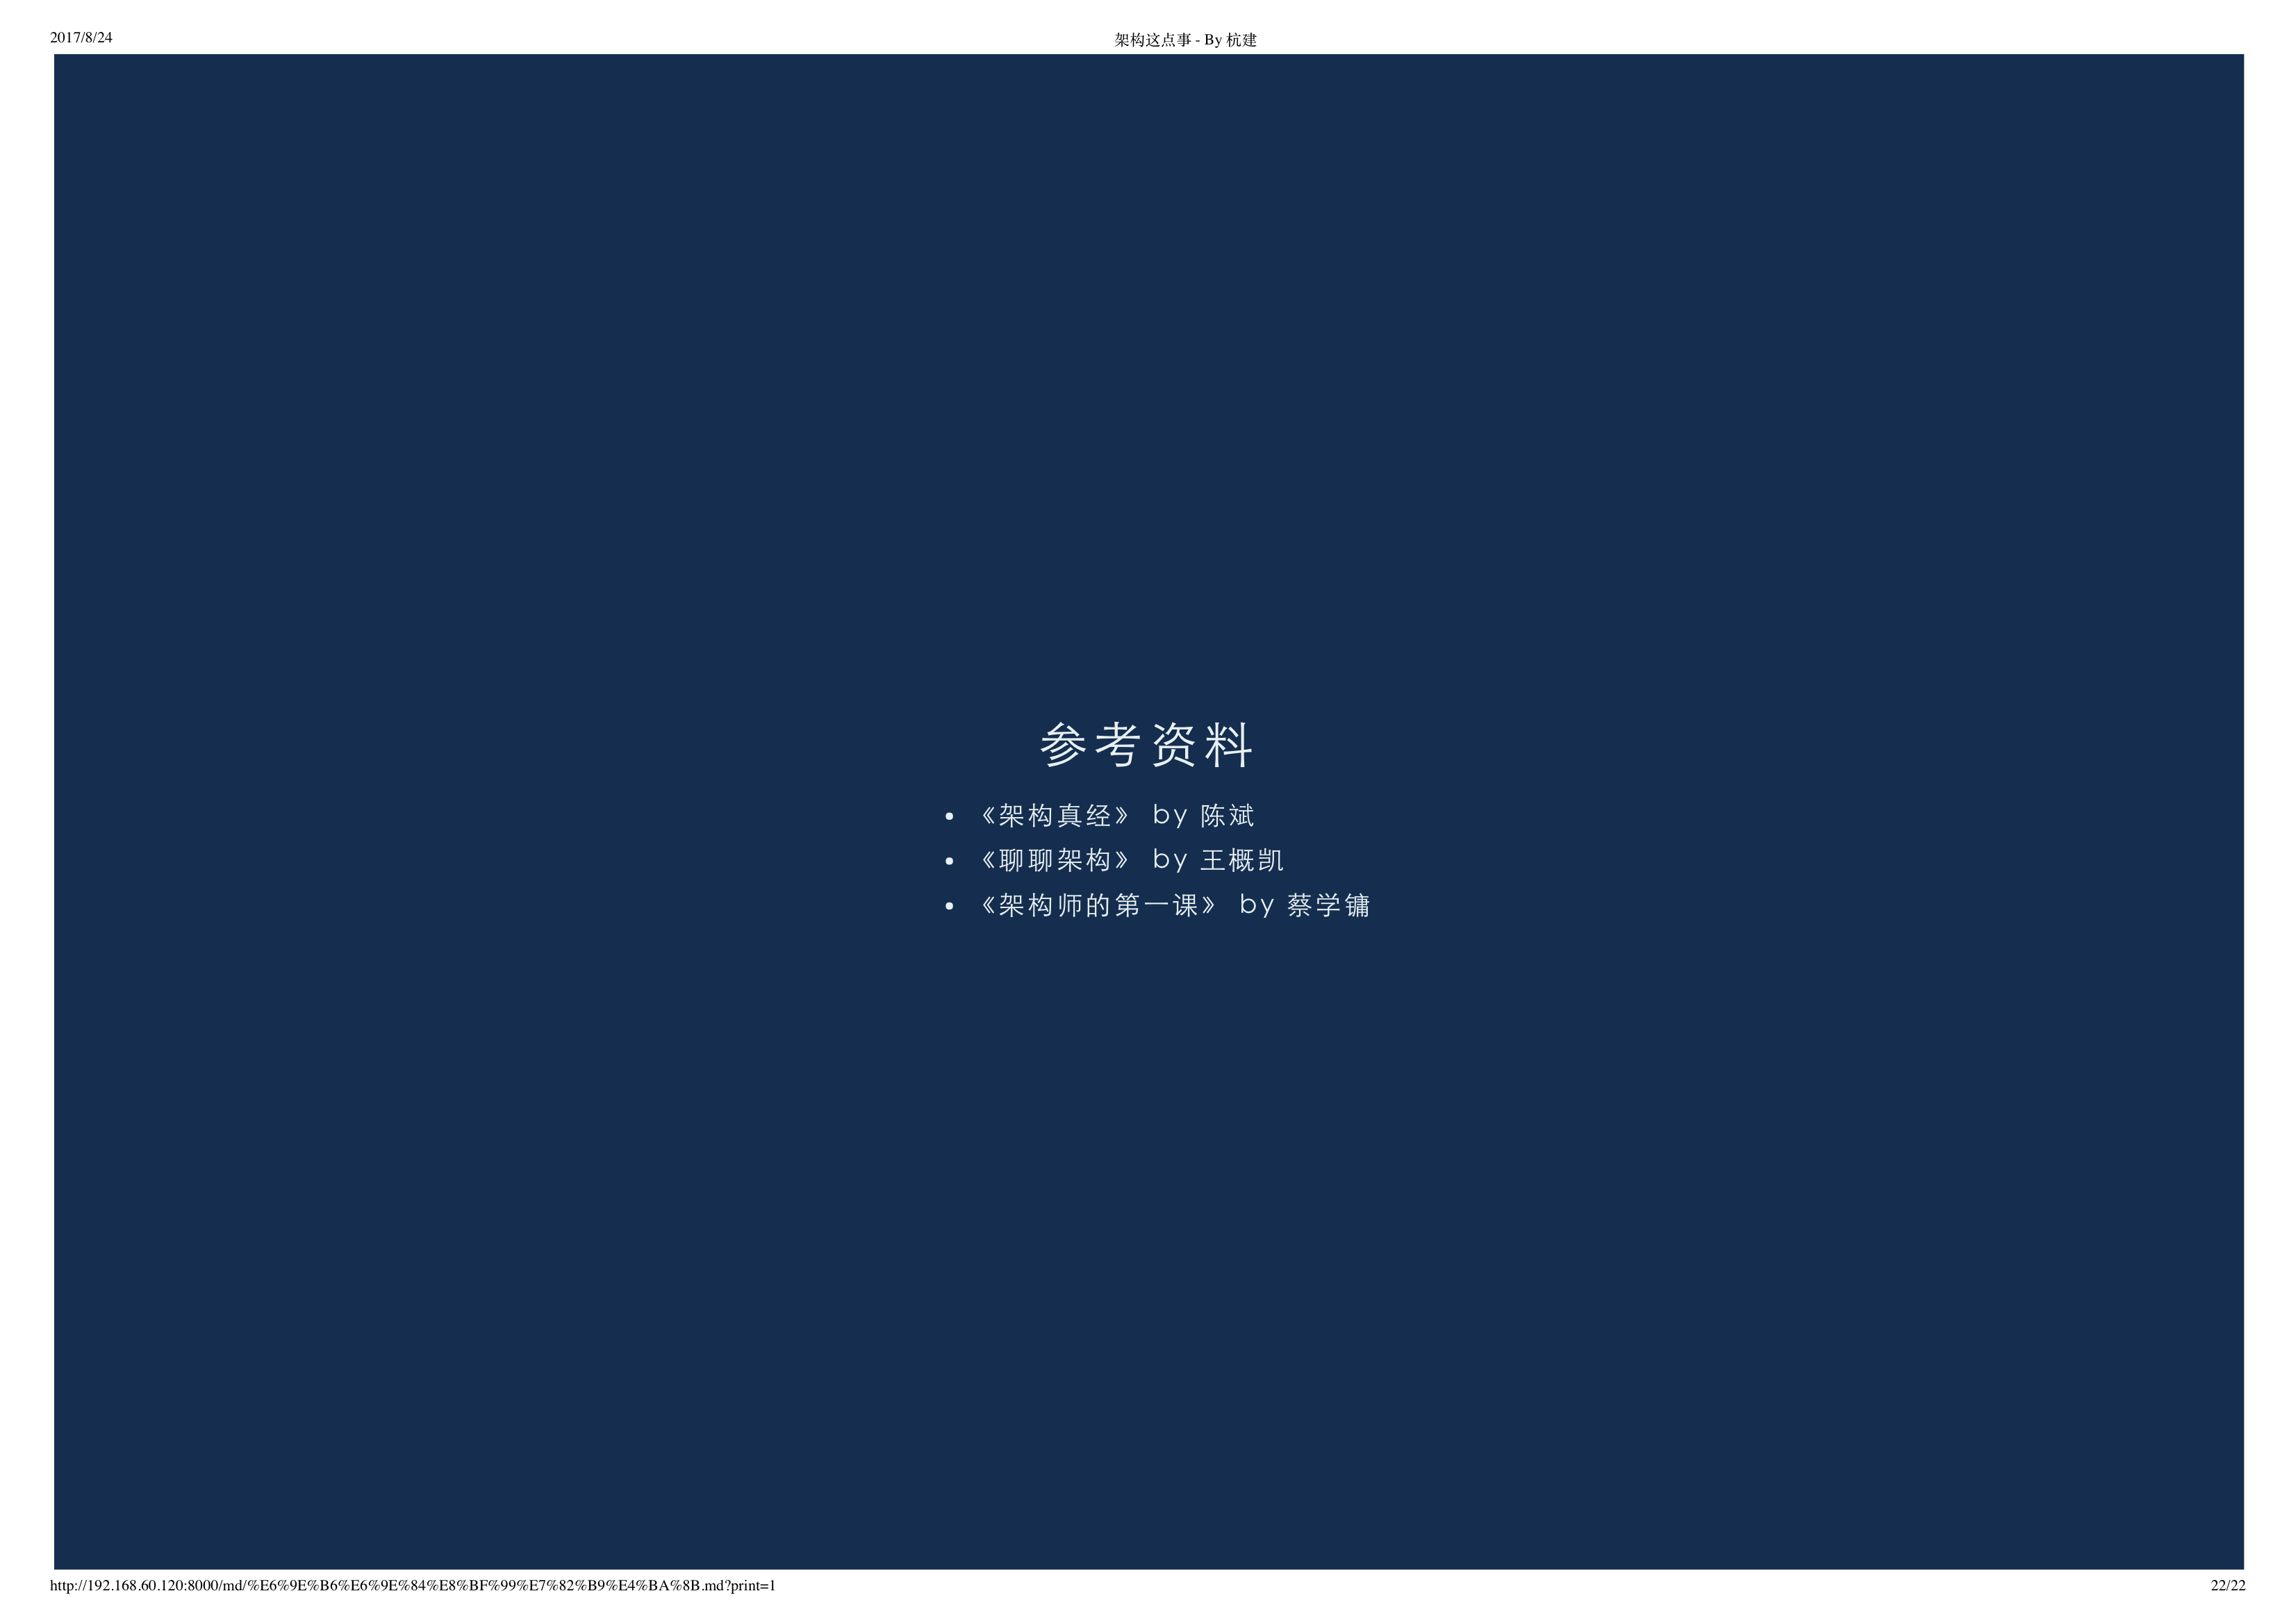 2017/8/24
架构这点事 - By 杭建
参考资料
• 《架构真经》 by 陈斌
• 《聊聊架构》 by 王概凯
• 《架构师的第一课》 by 蔡学镛
http://192.168.60.120:8000/md/%E6%9E%B6%E6%9E%84%E8%BF%99%E7%82%B9%E4%BA%8B.md?print=1
22/22